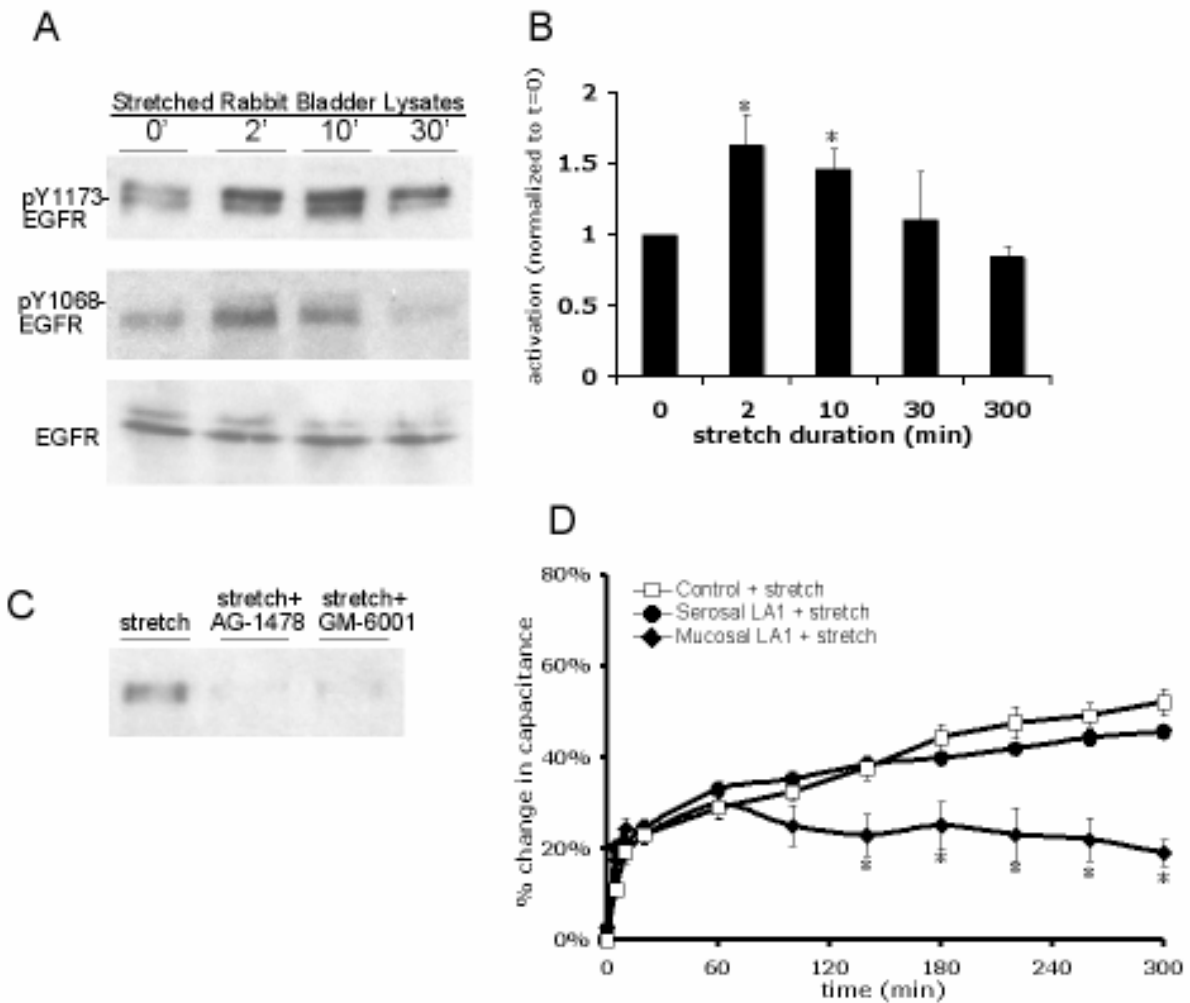 A
Stretched Rabbit Bladder Lysates
0' 2' 10' 30'
pY1173-
EGFR
pY1068-
EGFR
EGFR
B
activation (normalized to t=0)
2
1.5
1
0.5
0
* *
0 2 10 30 300
stretch duration (min)
C
stretch stretch+ stretch+
AG-1478 GM-6001
D
% change in capacitance
80%
60%
40%
20%
0%
Control + stretch
Serosal LA1 + stretch
Mucosal LA1 + stretch
* * * * *
0 60 120 180 240 300
time (min)